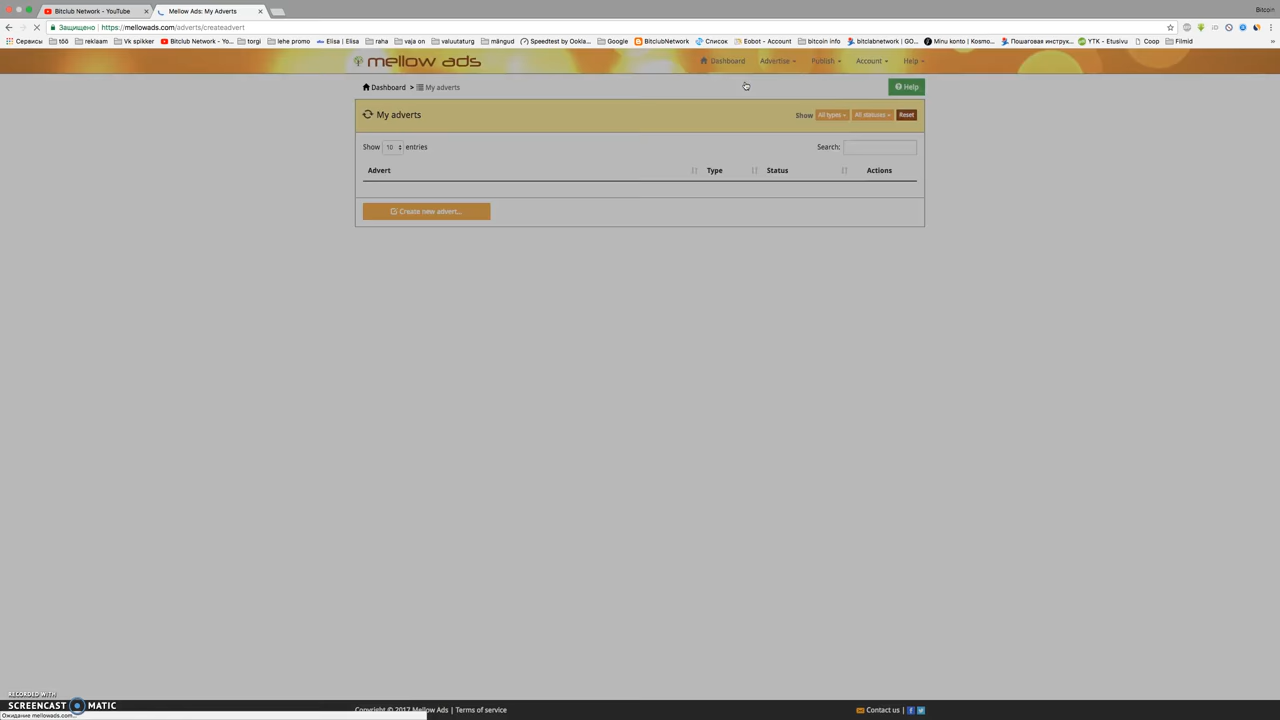 Bitclub Network - YouTube
Mellow Ads: My Adverts
Bitcoin
Защищено
https://mellowads.com/adverts/createadvert
Сервисы töö reklaam Vk spikker Bitclub Network - Yo... torgi lehe promo Elisa | Elisa raha vaja on valuutaturg mängud Speedtest by Ookla... Google BitclubNetwork Список Eobot - Account bitcoin info bitclabnetwork | GO... Minu konto | Kosmo... Пошаговая инструк... YTK - Etusivu Coop Filmid »
mellow ads
Dashboard Advertise Publish Account Help
Dashboard > My adverts
Help
My adverts
Show All types All statuses Reset
Show 10 entries
Search:
Advert Type Status Actions
Create new advert...
RECORDED WITH
SCREENCAST MATIC
Copyright © 2017 Mellow Ads | Terms of service
Contact us |
Ожидание mellowads.com...